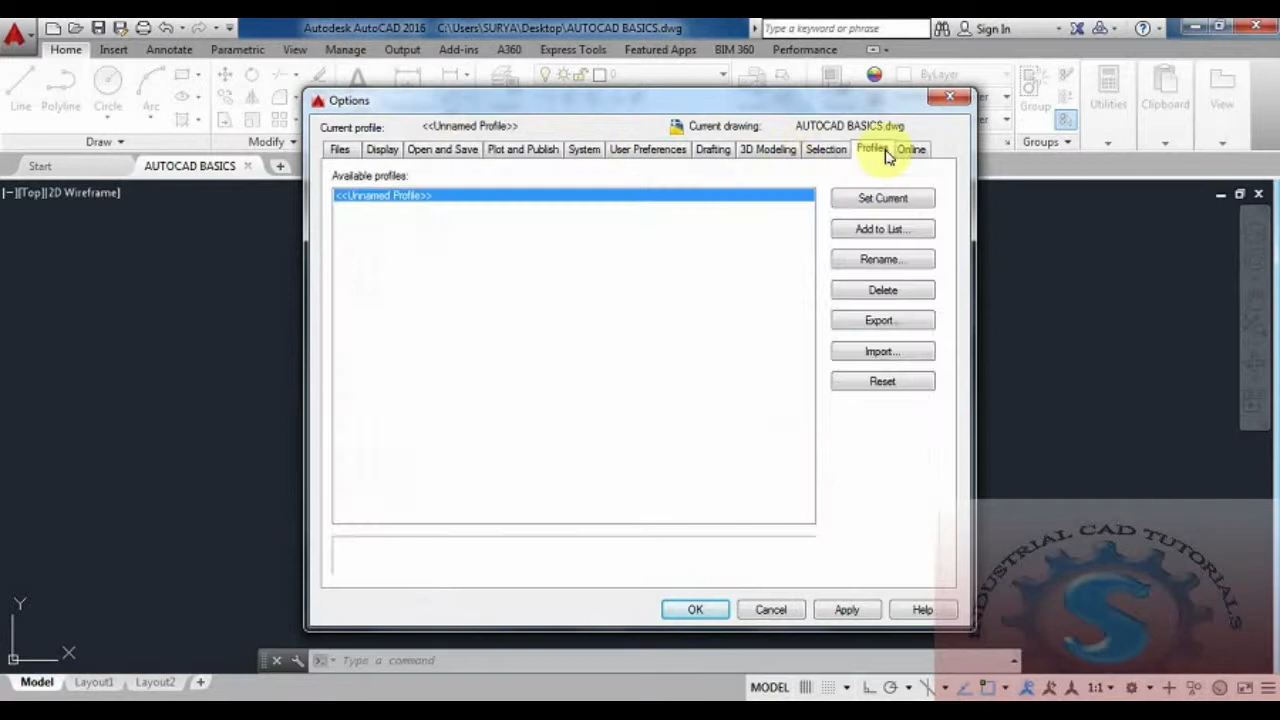 Autodesk AutoCAD 2016 C:\Users\SURYA\Desktop\AUTOCAD BASICS.dwg
Type a keyword or phrase
Sign In
Home Insert Annotate Parametric View Manage Output Add-ins A360 Express Tools Featured Apps BIM 360 Performance
0
ByLayer
Line Polyline Circle Arc
Group
Utilities Clipboard View
Draw Modify Groups
Start AUTOCAD BASICS
[−][Top][2D Wireframe]
Options
Current profile: <<Unnamed Profile>> Current drawing: AUTOCAD BASICS.dwg
Files Display Open and Save Plot and Publish System User Preferences Drafting 3D Modeling Selection Profiles Online
Available profiles:
<<Unnamed Profile>>
Set Current
Add to List...
Rename...
Delete
Export...
Import...
Reset
OK Cancel Apply Help
INDUSTRIAL CAD TUTORIALS
S
Y
X
Type a command
Model Layout1 Layout2
MODEL 1:1